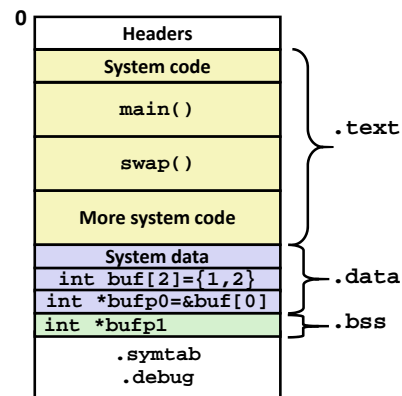 0
Headers
System code
main()
.text
swap()
More system code
System data
int buf[2]={1,2}
.data
int *bufp0=&buf[0]
int *bufp1
.bss
.symtab
.debug